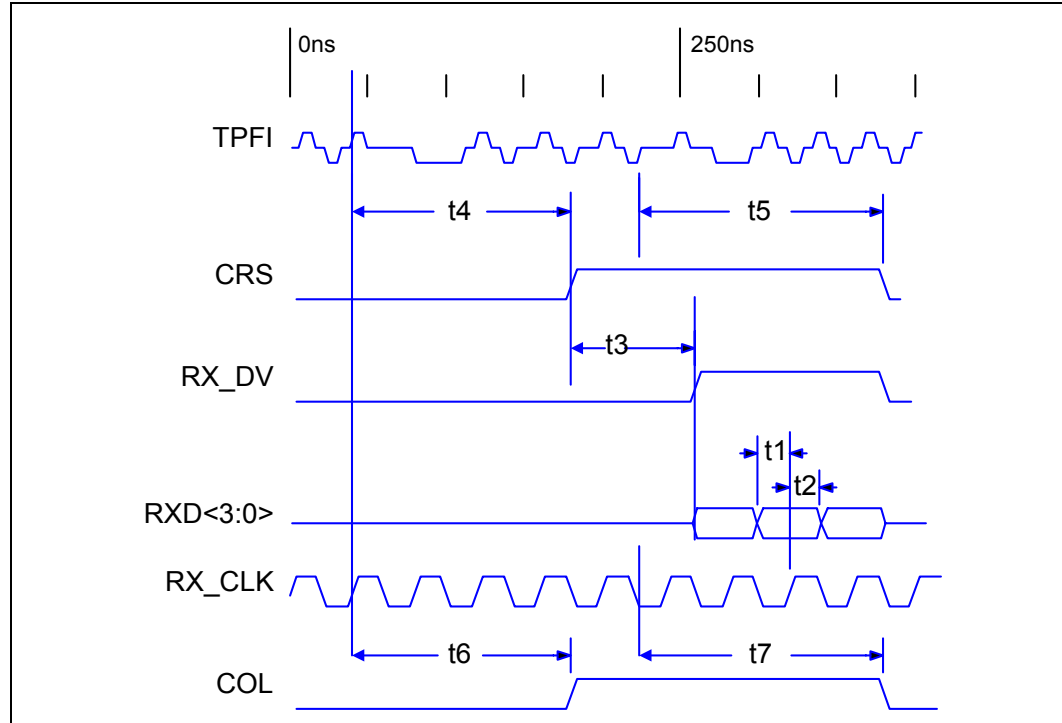 0ns
250ns
TPFI
t4
t5
CRS
t3
RX_DV
t1
t2
RXD<3:0>
RX_CLK
t6
t7
COL